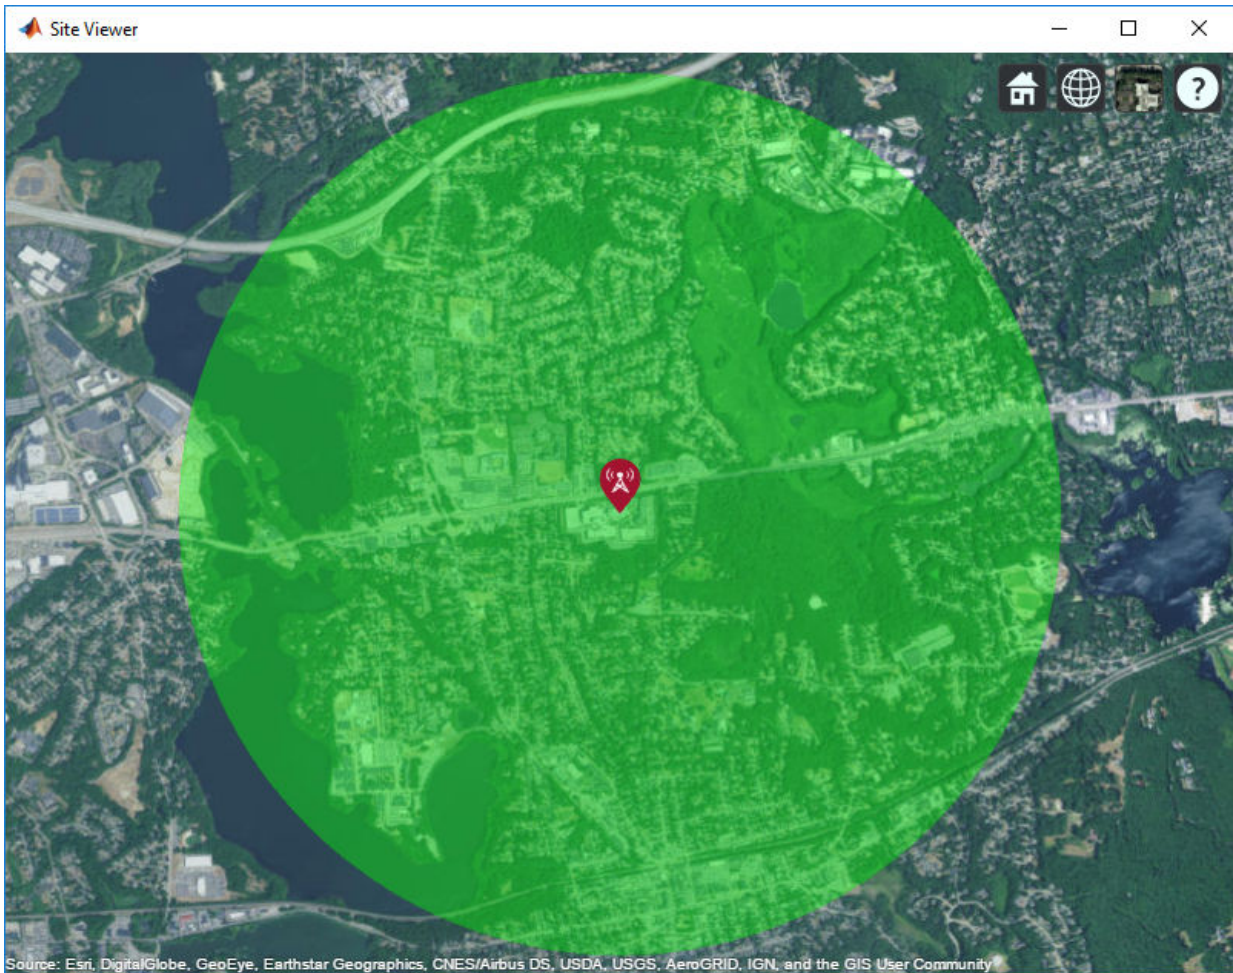 Site Viewer
?
Source: Esri, DigitalGlobe, GeoEye, Earthstar Geographics, CNES/Airbus DS, USDA, USGS, AeroGRID, IGN, and the GIS User Community